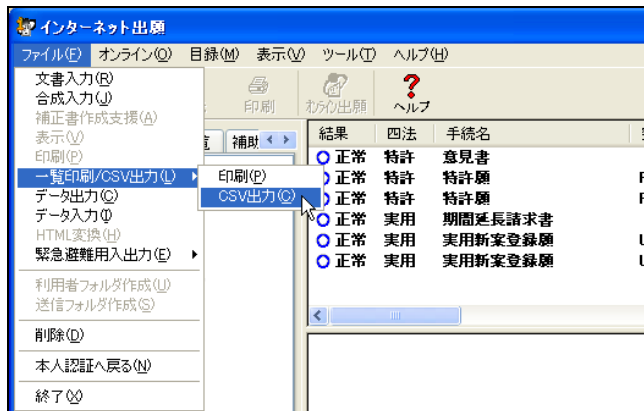 インターネット出願
ファイル(F) オンライン(O) 目録(M) 表示(V) ツール(T) ヘルプ(H)
文書入力(R)
合成入力(J)
補正書作成支援(A)
表示(V)
印刷(P)
一覧印刷/CSV出力(L)
データ出力(C)
データ入力(I)
HTML変換(H)
緊急避難用入出力(E)
利用者フォルダ作成(U)
送信フォルダ作成(S)
削除(D)
本人認証へ戻る(N)
終了(X)
印刷(P)
CSV出力(C)
印刷 オンライン出願 ヘルプ
補助
結果 四法 手続名
正常 特許 意見書
正常 特許 特許願
正常 特許 特許願
正常 実用 期間延長請求書
正常 実用 実用新案登録願
正常 実用 実用新案登録願